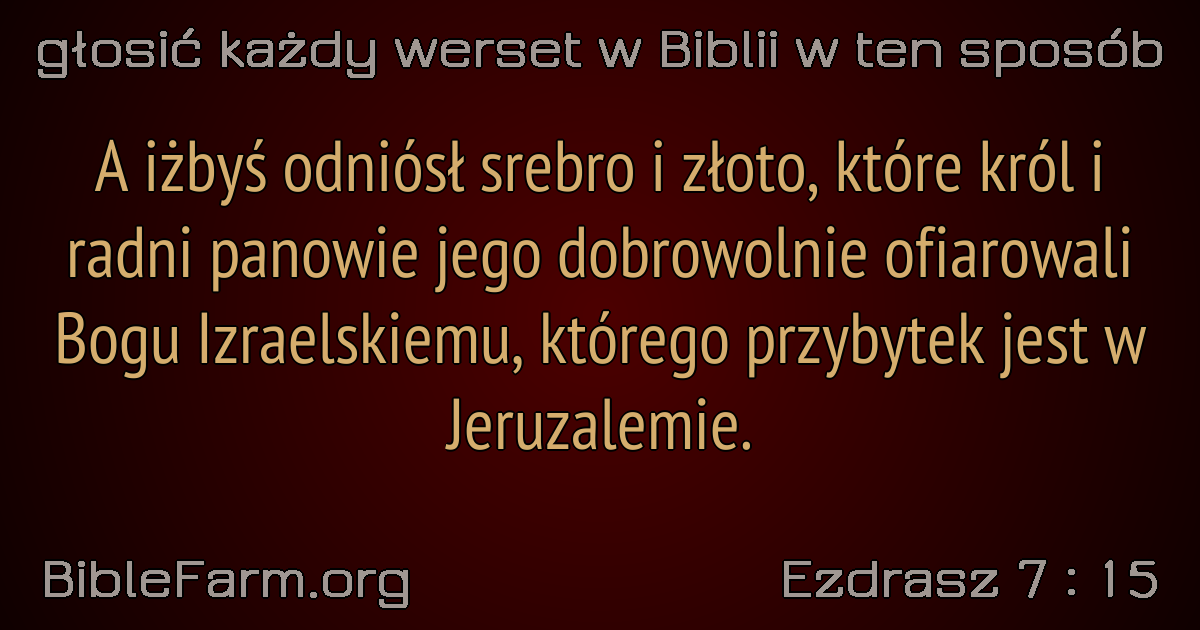 głosić każdy werset w Biblii w ten sposób
A iżbyś odniósł srebro i złoto, które król i
radni panowie jego dobrowolnie ofiarowali
Bogu Izraelskiemu, którego przybytek jest w
Jeruzalemie.
BibleFarm.org
Ezdrasz 7 : 15